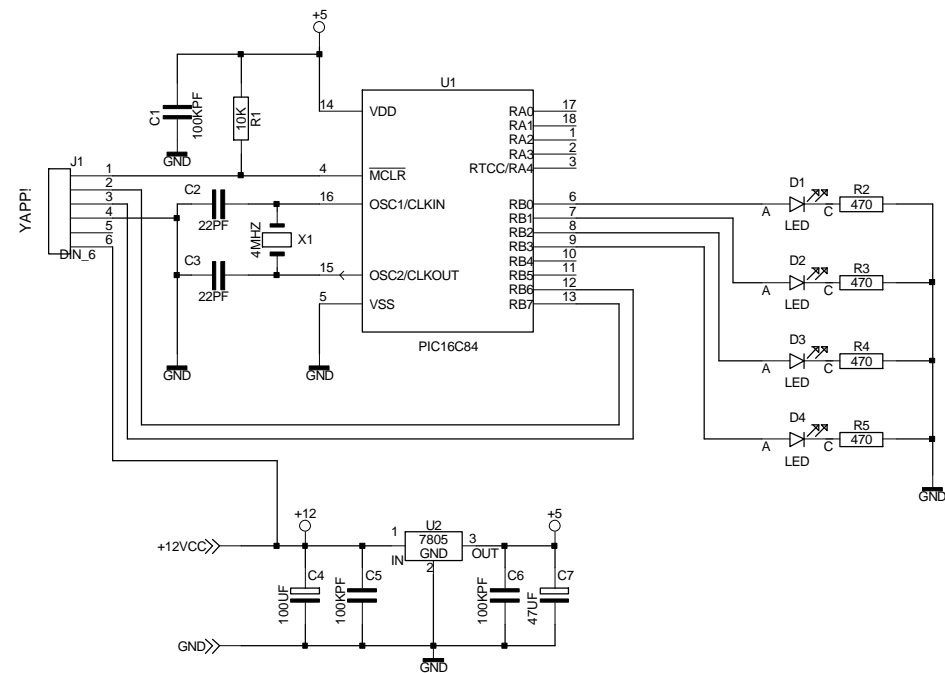 +5
U1
C1
100KPF
10K
R1
GND
14
VDD
4
MCLR
16
OSC1/CLKIN
15
OSC2/CLKOUT
5
VSS
RA0
17
RA1
18
RA2
1
RA3
2
RTCC/RA4
3
RB0
6
RB1
7
RB2
8
RB3
9
RB4
10
RB5
11
RB6
12
RB7
13
PIC16C84
J1
YAPP!
1
2
3
4
5
6
DIN_6
C2
22PF
4MHZ
X1
C3
22PF
GND
GND
D1
R2
A
C
470
LED
D2
R3
A
C
470
LED
D3
R4
A
C
470
LED
D4
R5
A
C
470
LED
GND
+12
U2
+5
+12VCC
1
7805
3
IN
GND
OUT
2
C4
100UF
C5
100KPF
C6
100KPF
C7
47UF
GND
GND